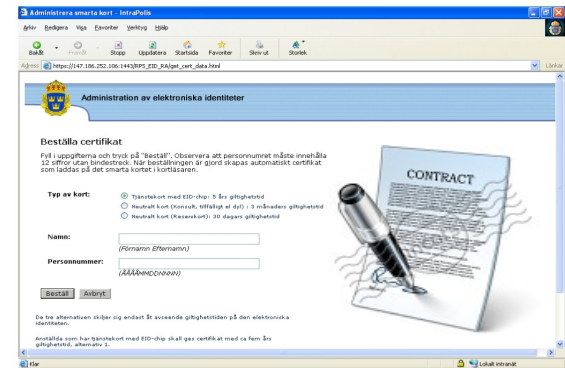 Administrera smarta kort - IntraPolis
Arkiv Redigera Visa Favoriter Verktyg Hjälp
Bakåt Framåt Stopp Uppdatera Startsida Favoriter Skriv ut Storlek
Adress https://147.186.252.106:1443/RPS_EID_RA/get_cert_data.html Länkar
Administration av elektroniska identiteter
Beställa certifikat
Fyll i uppgifterna och tryck på "Beställ". Observera att personnumret måste innehålla
12 siffror utan bindestreck. När beställningen är gjord skapas automatiskt certifikat
som laddas på det smarta kortet i kortläsaren.
CONTRACT
Typ av kort:
Tjänstekort med EID-chip: 5 års giltighetstid
Neutralt kort (Konsult, tillfälligt el dyl) : 3 månaders giltighetstid
Neutralt kort (Reservkort): 30 dagars giltighetstid
Namn:
(Förnamn Efternamn)
Personnummer:
(ÅÅÅÅMMDDNNNN)
Beställ Avbryt
De tre alternativen skiljer sig endast åt avseende giltighetstiden på den elektroniska
identiteten.
Anställda som har tjänstekort med EID-chip skall ges certifikat med ca fem års
giltighetstid, alternativ 1.
Klar Lokalt intranät